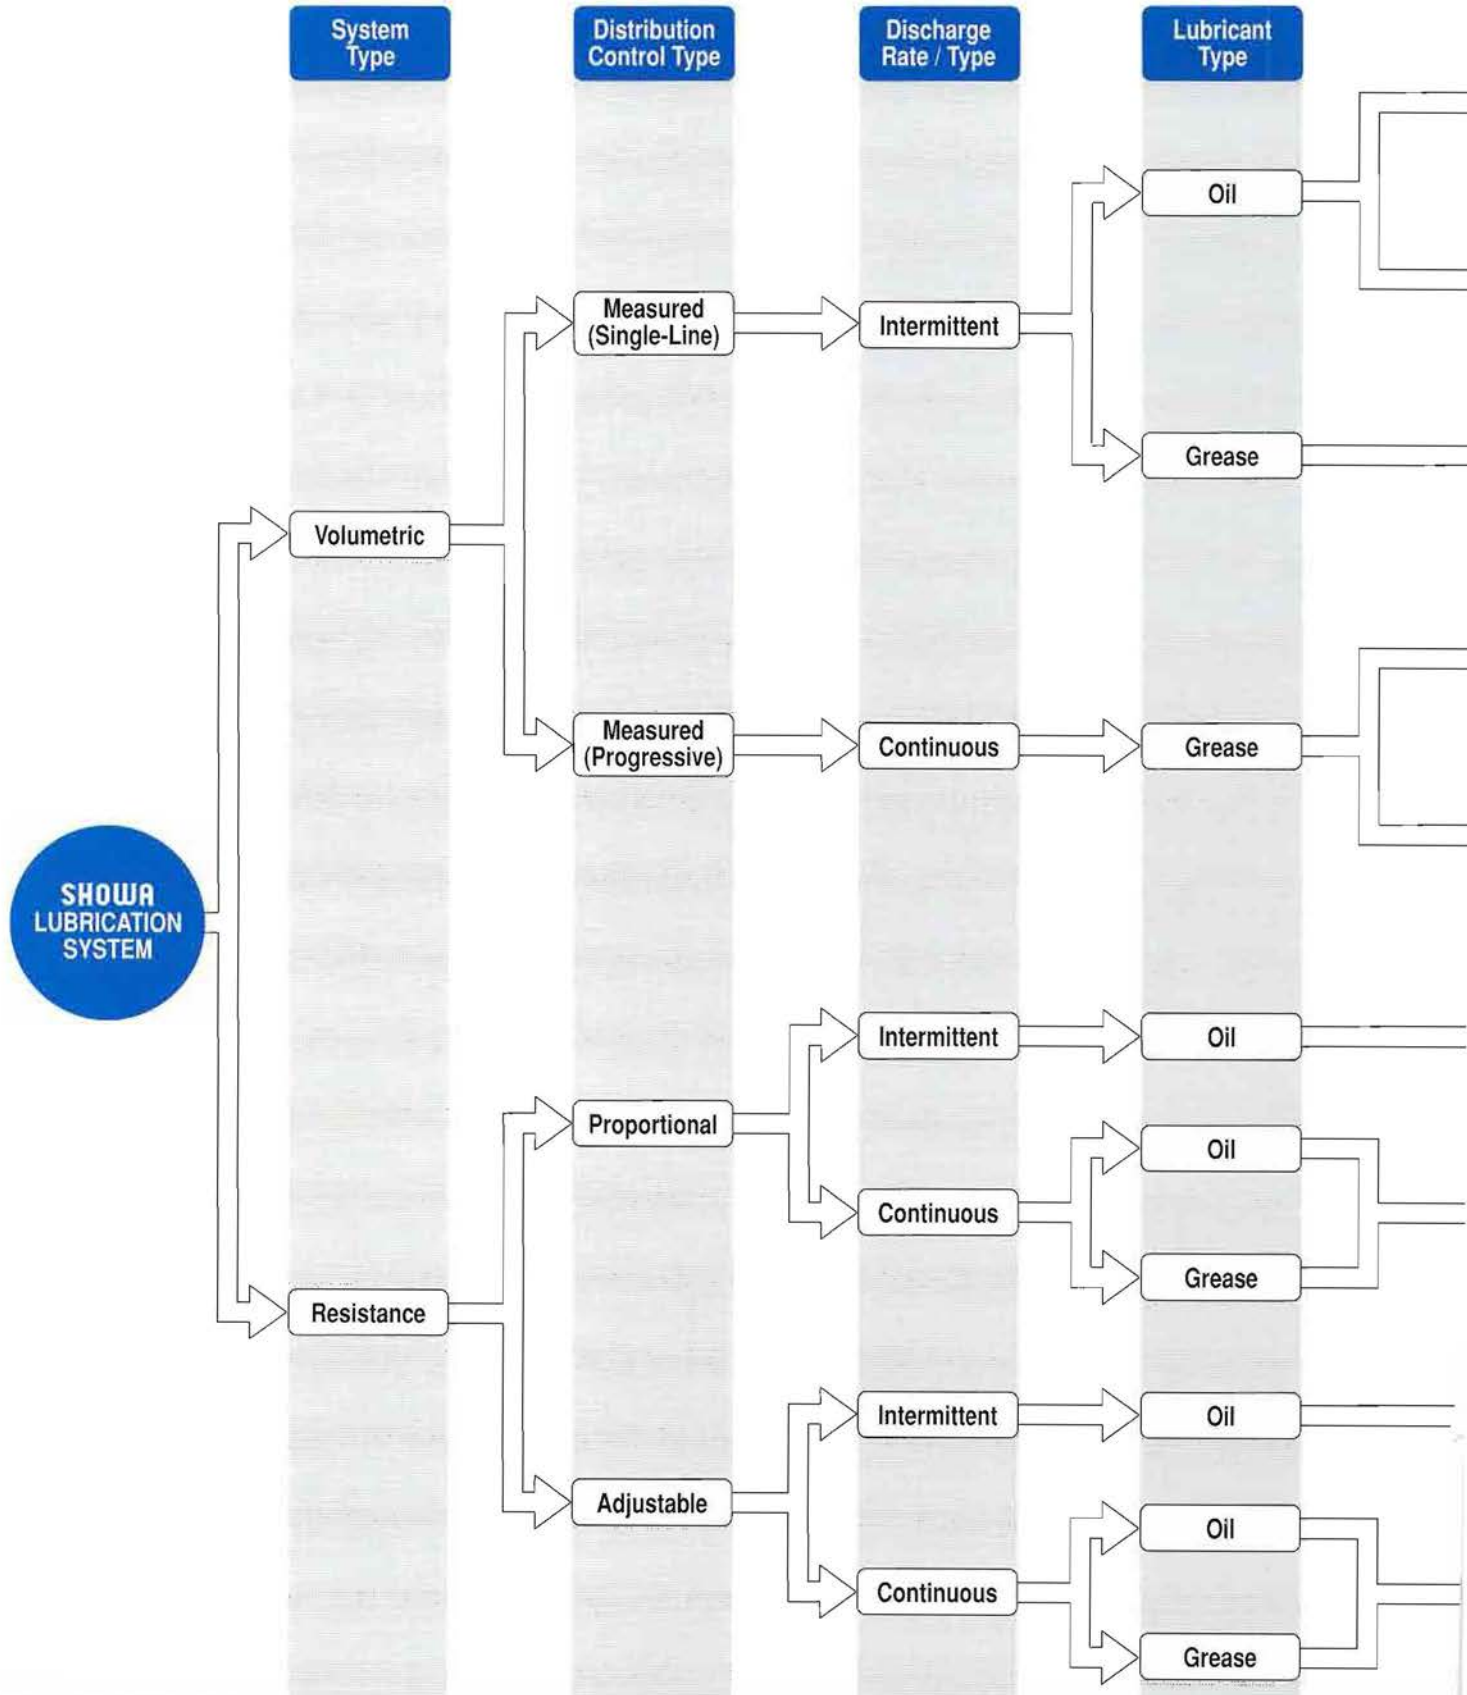 System
Type
Distribution
Control Type
Discharge
Rate / Type
Lubricant
Type
Oil
Measured
(Single-Line)
Intermittent
Grease
Volumetric
Measured
(Progressive)
Continuous
Grease
SHOWA
LUBRICATION
SYSTEM
Intermittent
Oil
Proportional
Oil
Continuous
Grease
Resistance
Intermittent
Oil
Adjustable
Oil
Continuous
Grease